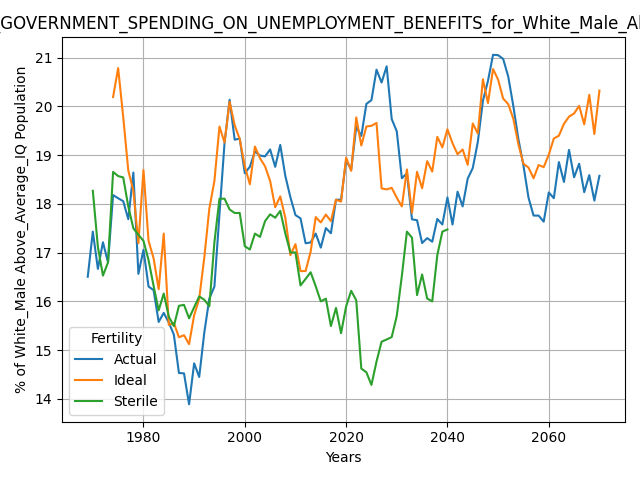 _GOVERNMENT_SPENDING_ON_UNEMPLOYMENT_BENEFITS_for_White_Male_Ab
% of White_Male Above_Average_IQ Population
21
20
19
18
17
16
15
14
Fertility
Actual
Ideal
Sterile
1980
2000
2020
2040
2060
Years